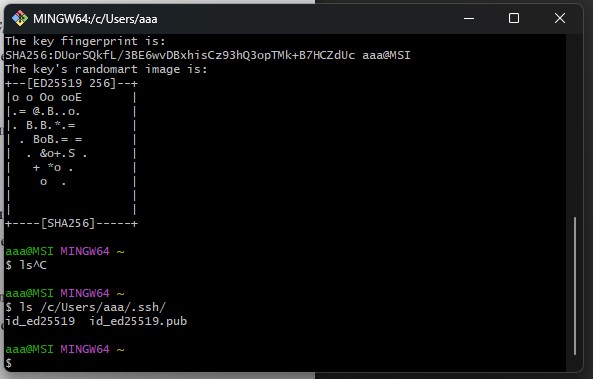 MINGW64:/c/Users/aaa
The key fingerprint is:
SHA256:DUorSQkfL/3BE6wvDBxhisCz93hQ3opTMk+B7HCZdUc aaa@MSI
The key's randomart image is:
+--[ED25519 256]--+
|o o Oo ooE       |
|.= @.B..o.       |
|. B.B.*.=        |
| . BoB.= =       |
|  . &o+.S .      |
|   + *o .        |
|    o  .         |
|                 |
|                 |
+----[SHA256]-----+
aaa@MSI MINGW64 ~
$ ls^C
aaa@MSI MINGW64 ~
$ ls /c/Users/aaa/.ssh/
id_ed25519  id_ed25519.pub
aaa@MSI MINGW64 ~
$